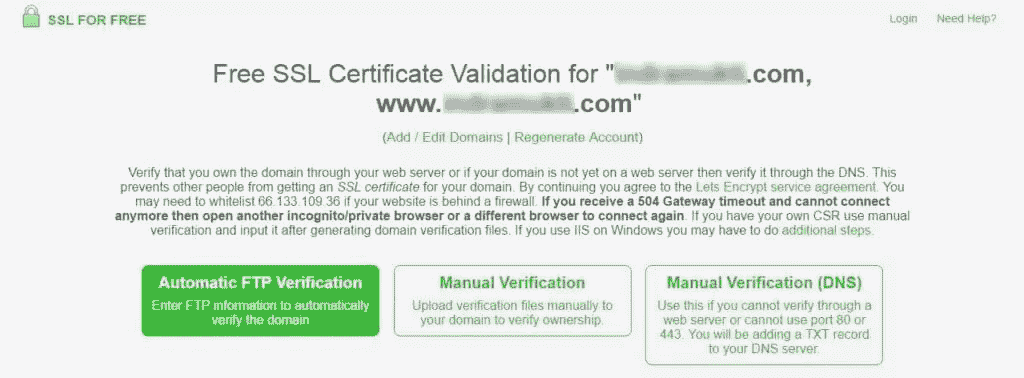 SSL FOR FREE
Login Need Help?
Free SSL Certificate Validation for ".com,
www..com"
(Add / Edit Domains | Regenerate Account)
Verify that you own the domain through your web server or if your domain is not yet on a web server then verify it through the DNS. This
prevents other people from getting an SSL certificate for your domain. By continuing you agree to the Lets Encrypt service agreement. You
may need to whitelist 66.133.109.36 if your website is behind a firewall. If you receive a 504 Gateway timeout and cannot connect
anymore then open another incognito/private browser or a different browser to connect again. If you have your own CSR use manual
verification and input it after generating domain verification files. If you use IIS on Windows you may have to do additional steps.
Automatic FTP Verification
Enter FTP information to automatically
verify the domain
Manual Verification
Upload verification files manually to
your domain to verify ownership.
Manual Verification (DNS)
Use this if you cannot verify through a
web server or cannot use port 80 or
443. You will be adding a TXT record
to your DNS server.